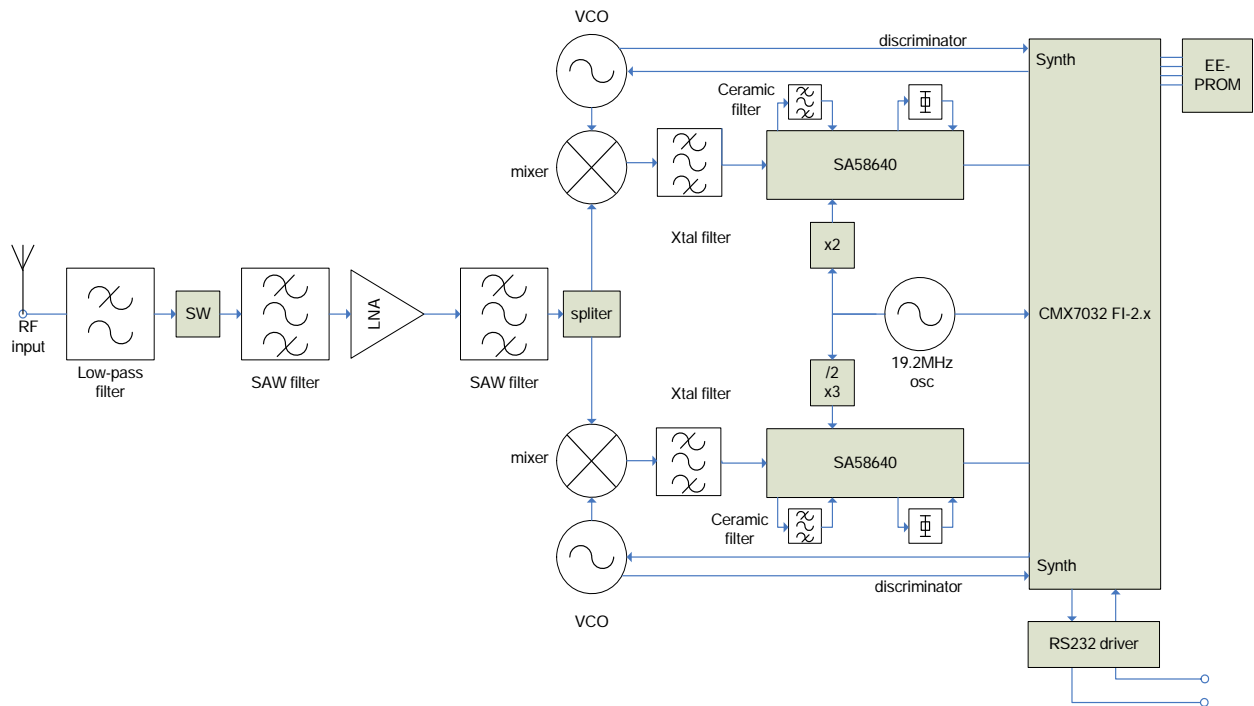 VCO
discriminator
Synth
EE-
PROM
Ceramic
filter
mixer
SA58640
Xtal filter
x2
RF
input
Low-pass
filter
SW
SAW filter
LNA
SAW filter
spliter
19.2MHz
osc
CMX7032 FI-2.x
/2
x3
Xtal filter
mixer
SA58640
Ceramic
filter
Synth
discriminator
VCO
RS232 driver